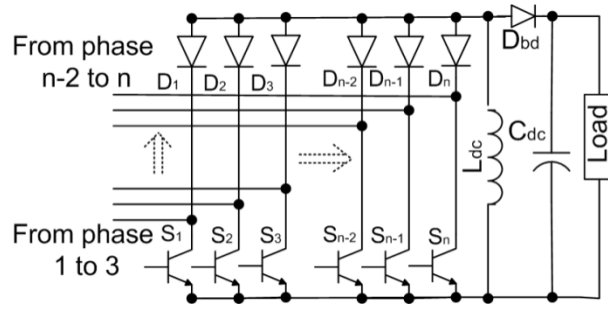 From phase
n-2 to n
D1 D2 D3 Dn-2 Dn-1 Dn
Dbd
Ldc
Cdc
Load
From phase
1 to 3
S1 S2 S3 Sn-2 Sn-1 Sn